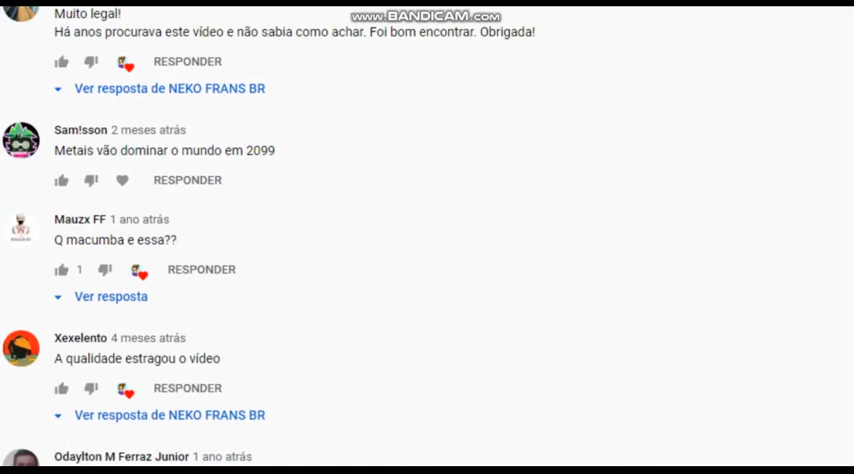 www.BANDICAM.com
Muito legal!
Há anos procurava este vídeo e não sabia como achar. Foi bom encontrar. Obrigada!
RESPONDER
Ver resposta de NEKO FRANS BR
Sam!sson 2 meses atrás
Metais vão dominar o mundo em 2099
RESPONDER
Mauzx FF 1 ano atrás
Q macumba e essa??
1 RESPONDER
Ver resposta
Xexelento 4 meses atrás
A qualidade estragou o vídeo
RESPONDER
Ver resposta de NEKO FRANS BR
Odaylton M Ferraz Junior 1 ano atrás